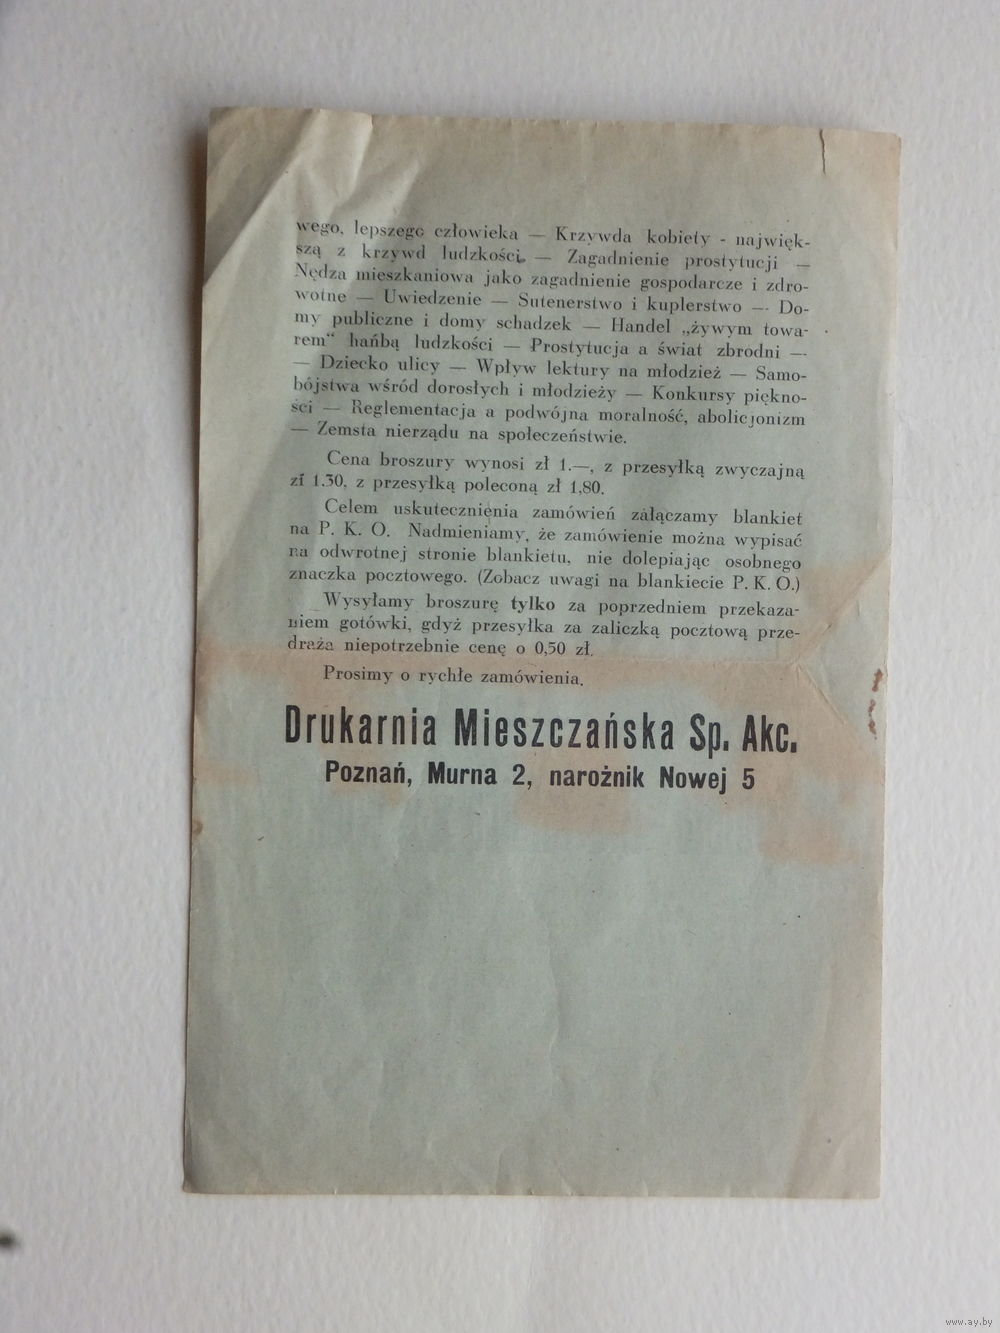 wego, lepszego człowieka — Krzywda kobiety - najwięk-
szą z krzywd ludzkości. — Zagadnienie prostytucji —
Nędza mieszkaniowa jako zagadnienie gospodarcze i zdro-
wotne — Uwiedzenie — Sutenerstwo i kuplerstwo — Do-
my publiczne i domy schadzek — Handel „żywym towa-
rem“ hańbą ludzkości — Prostytucja a świat zbrodni —
— Dziecko ulicy — Wpływ lektury na młodzież — Samo-
bójstwa wśród dorosłych i młodzieży — Konkursy piękno-
ści — Reglementacja a podwójna moralność, abolicjonizm
— Zemsta nierządu na społeczeństwie.
Cena broszury wynosi zł 1.—, z przesyłką zwyczajną
zł 1.30, z przesyłką poleconą zł 1,80.
Celem uskutecznienia zamówień załączamy blankiet
na P. K. O. Nadmieniamy, że zamówienie można wypisać
na odwrotnej stronie blankietu, nie dolepiając osobnego
znaczka pocztowego. (Zobacz uwagi na blankiecie P. K. O.)
Wysyłamy broszurę tylko za poprzedniem przekaza-
niem gotówki, gdyż przesyłka za zaliczką pocztową prze-
draża niepotrzebnie cenę o 0,50 zł.
Prosimy o rychłe zamówienia.
Drukarnia Mieszczańska Sp. Akc.
Poznań, Murna 2, narożnik Nowej 5
www.ay.by